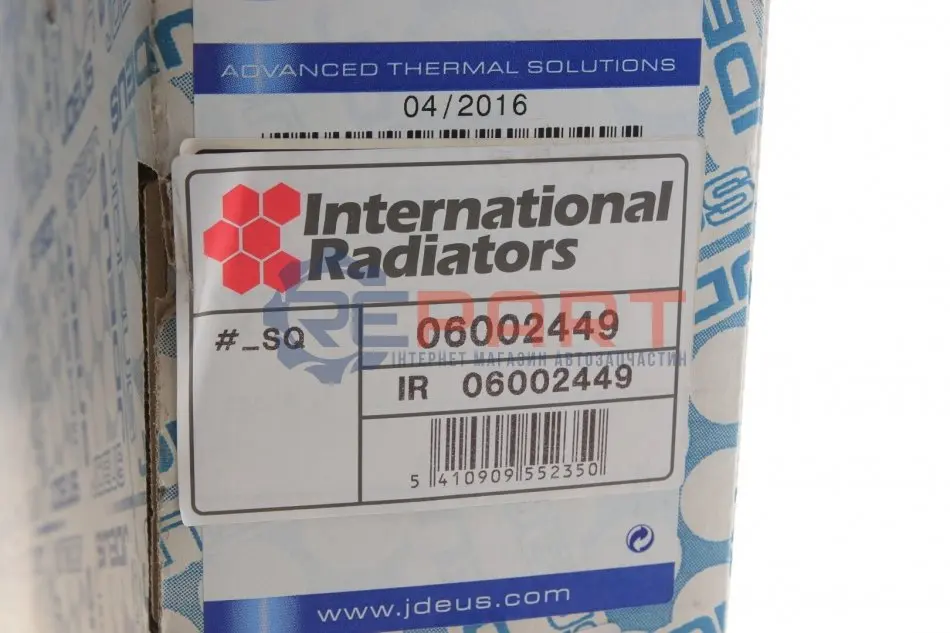 ADVANCED THERMAL SOLUTIONS
04/2016
International
Radiators
#_SQ
06002449
REPART
ІНТЕРНЕТ МАГАЗИН АВТОЗАПЧАСТИН
IR 06002449
5 410909 552350
www.jdeus.com